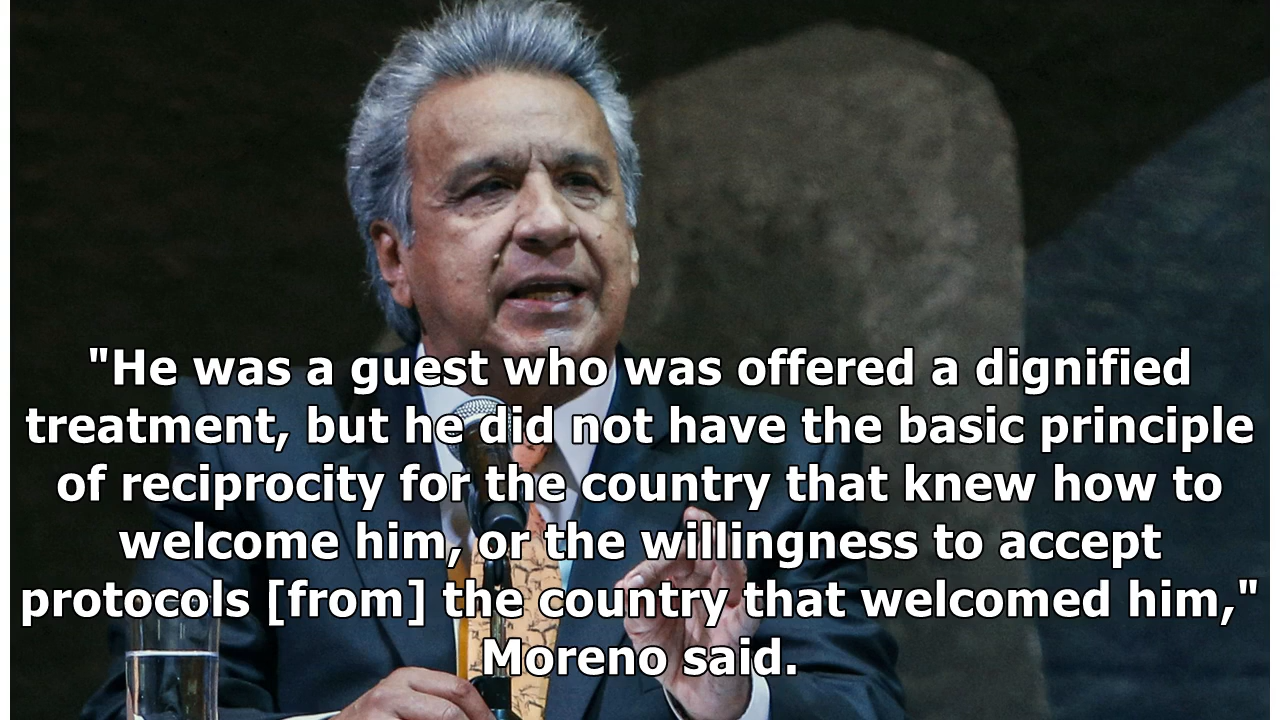 "He was a guest who was offered a dignified
treatment, but he did not have the basic principle
of reciprocity for the country that knew how to
welcome him, or the willingness to accept
protocols [from] the country that welcomed him,"
Moreno said.